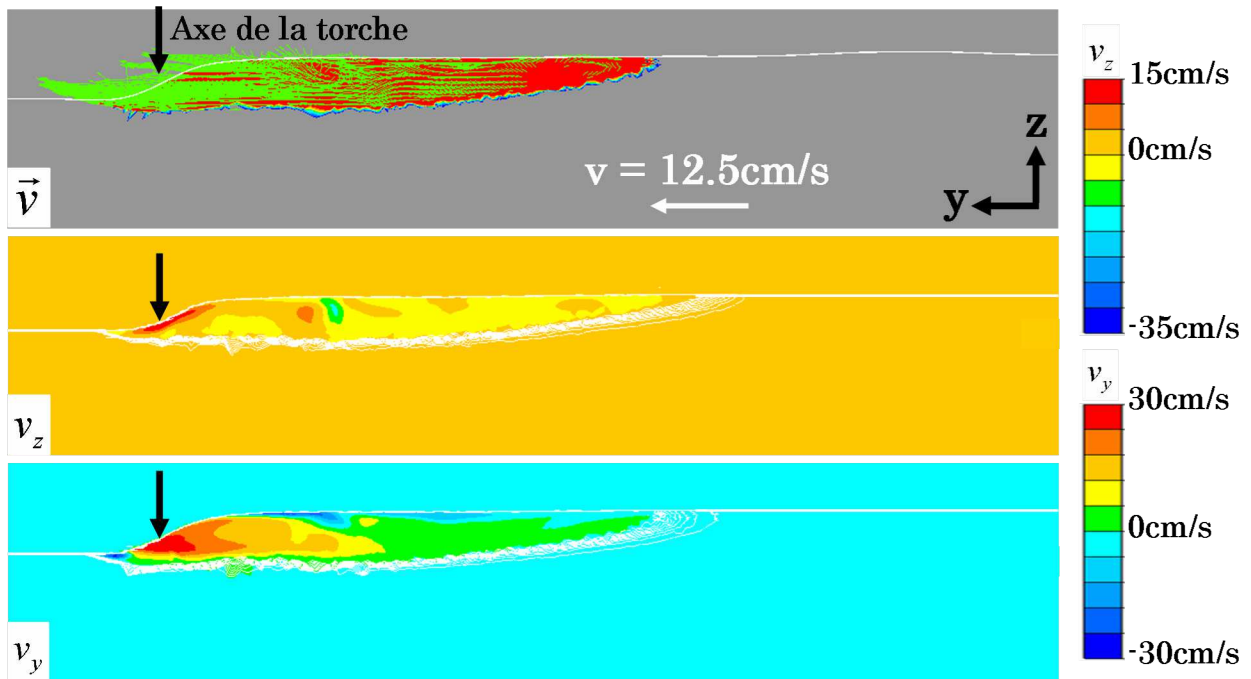 Axe de la torche
v⃗
v = 12.5cm/s
z
y
v_z
15cm/s
0cm/s
-35cm/s
v_z
v_y
30cm/s
0cm/s
-30cm/s
v_y